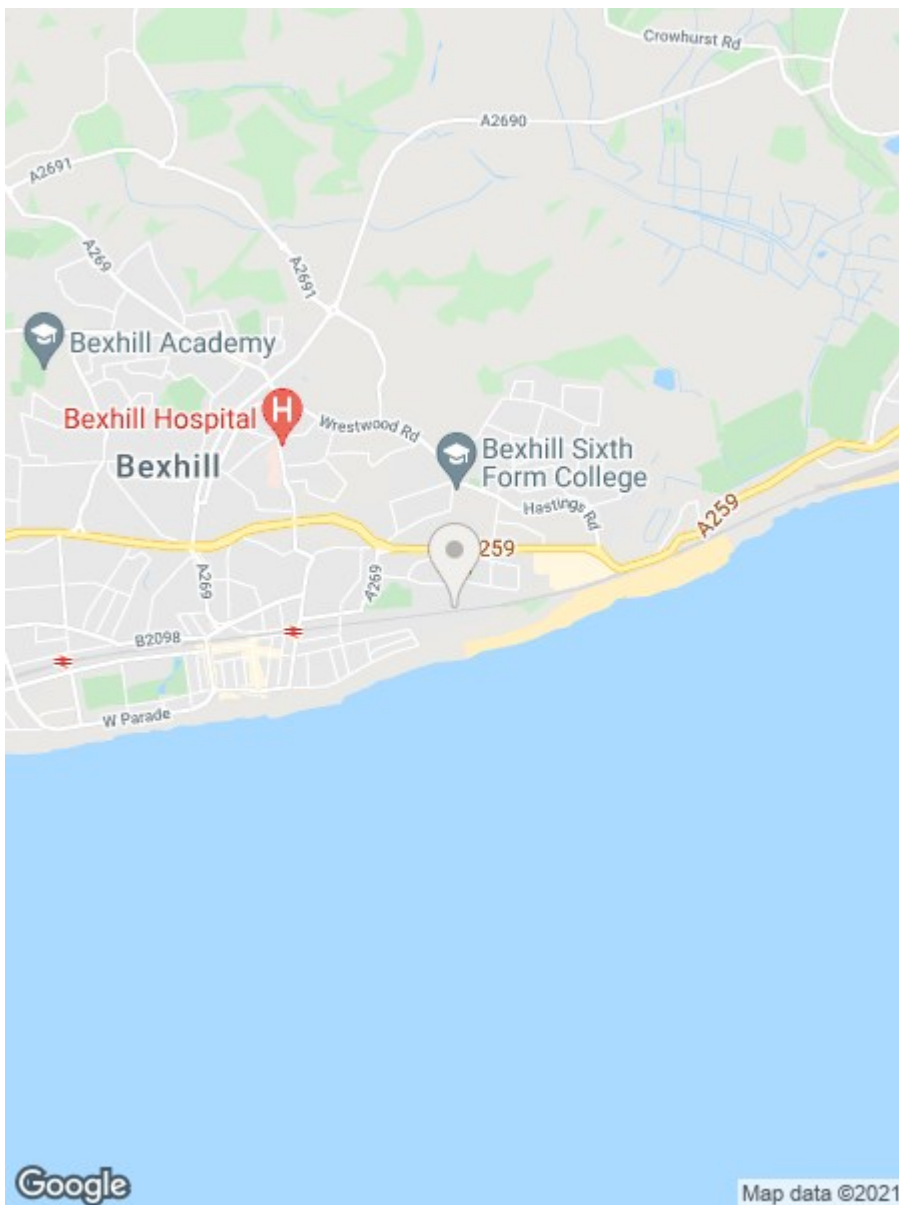 Crowhurst Rd
A2690
A2691
A269
A2691
Bexhill Academy
Bexhill Hospital
H
Wrestwood Rd
Bexhill
Bexhill Sixth
Form College
Hastings Rd
A259
259
A269
A269
B2098
W Parade
Google
Map data ©2021